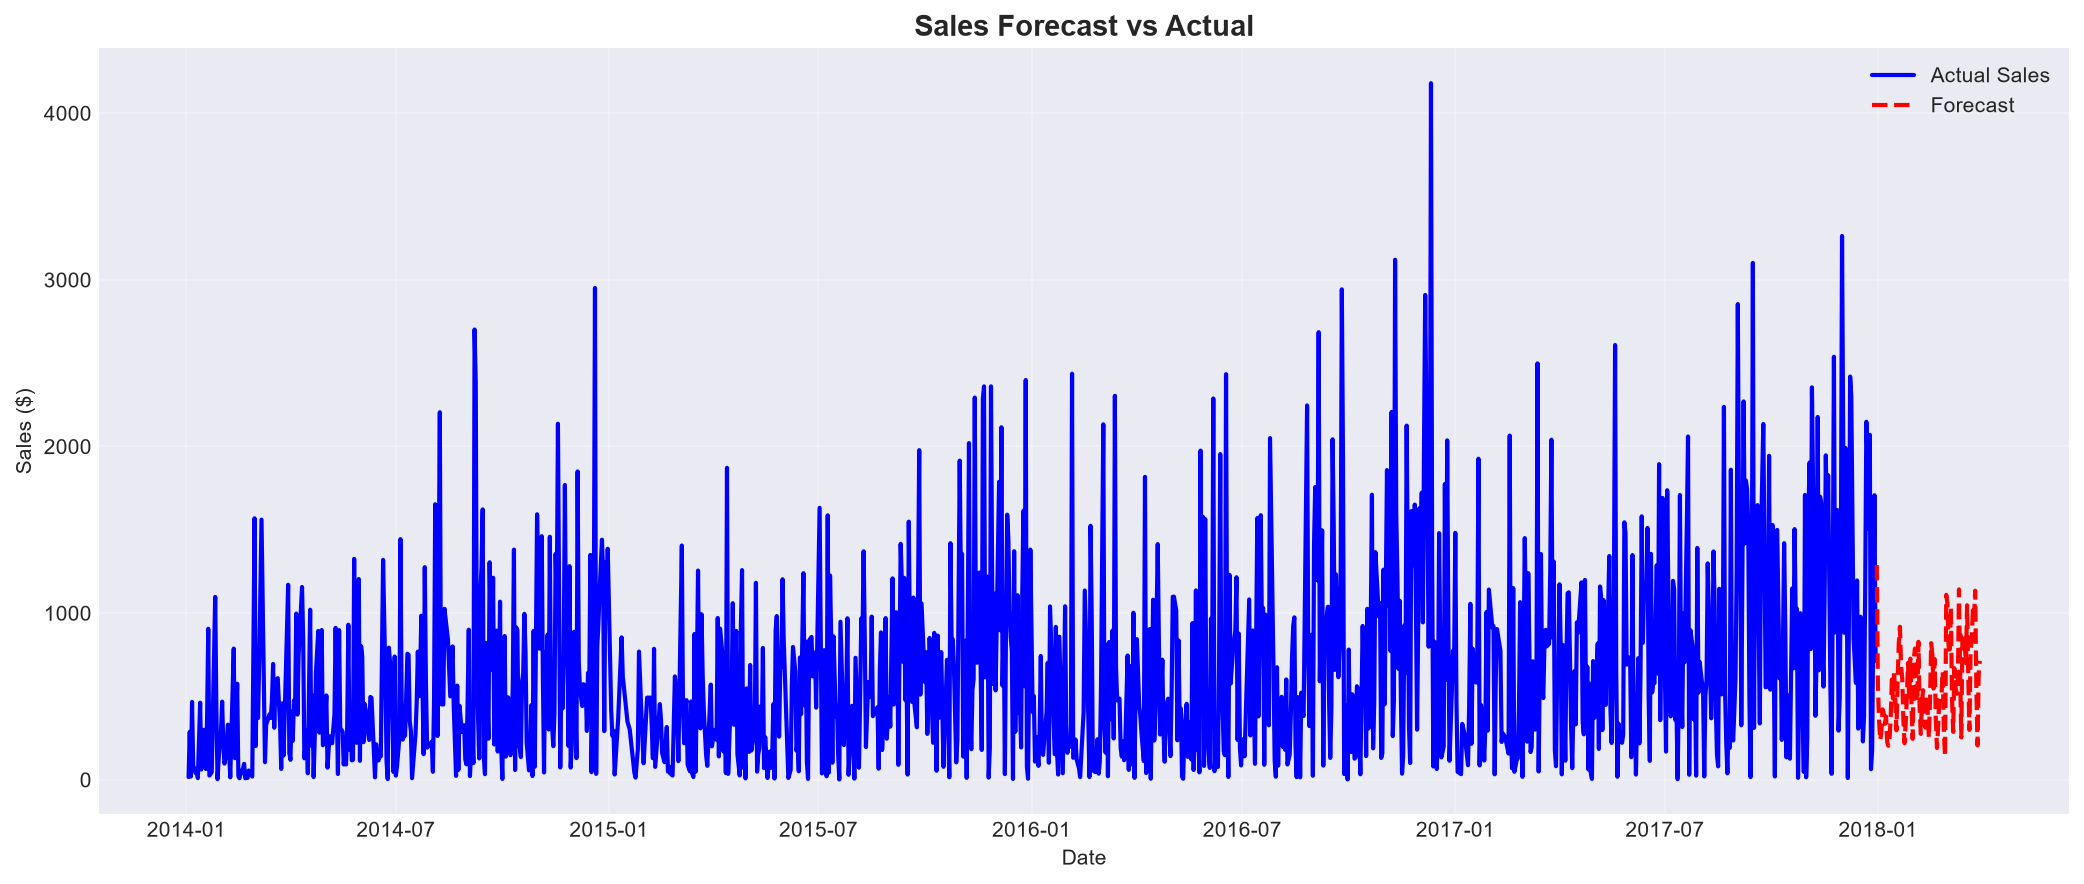 Sales Forecast vs Actual
Actual Sales
Forecast
4000
3000
2000
1000
0
Sales ($)
2014-01
2014-07
2015-01
2015-07
2016-01
2016-07
2017-01
2017-07
2018-01
Date